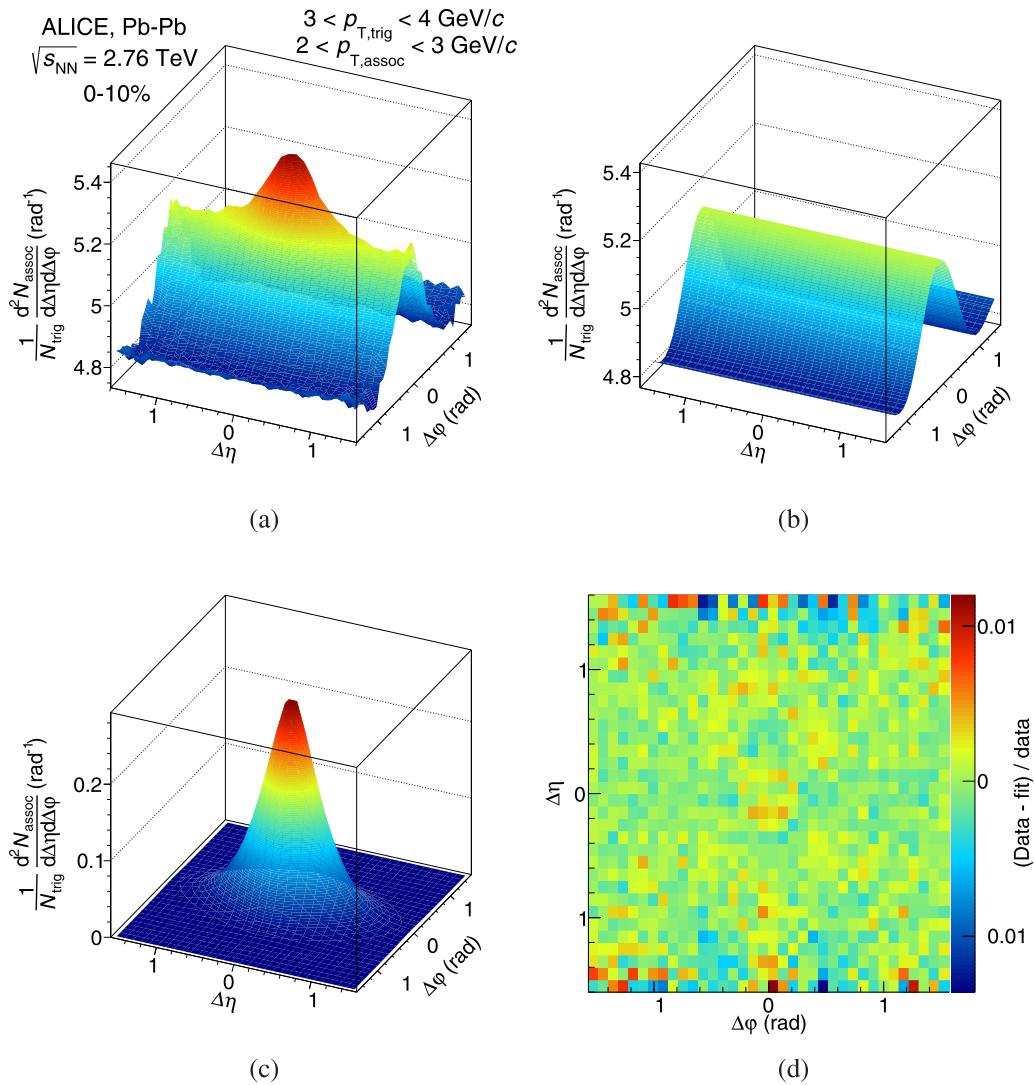 ALICE, Pb-Pb
√sNN = 2.76 TeV
0-10%
3 < pT,trig < 4 GeV/c
2 < pT,assoc < 3 GeV/c
5.4
5.2
5
4.8
1/Ntrig d²Nassoc/dΔηdΔφ (rad⁻¹)
1
0
1
Δη
1
0
1
Δφ (rad)
(a)
5.4
5.2
5
4.8
1/Ntrig d²Nassoc/dΔηdΔφ (rad⁻¹)
1
0
1
Δη
1
0
1
Δφ (rad)
(b)
0.2
0.1
0
1/Ntrig d²Nassoc/dΔηdΔφ (rad⁻¹)
1
0
1
Δη
1
0
1
Δφ (rad)
(c)
1
0
1
Δη
1
0
1
Δφ (rad)
0.01
0
0.01
(Data - fit) / data
(d)